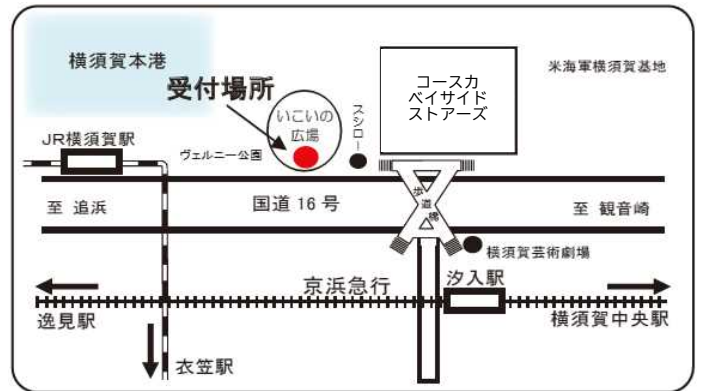 横須賀本港
米海軍横須賀基地
コースカ
ベイサイド
ストアーズ
受付場所
いこいの
広場
スシロー
JR横須賀駅
ヴェルニー公園
歩道橋
至 追浜
国道 16 号
至 観音崎
横須賀芸術劇場
京浜急行
汐入駅
逸見駅
横須賀中央駅
衣笠駅